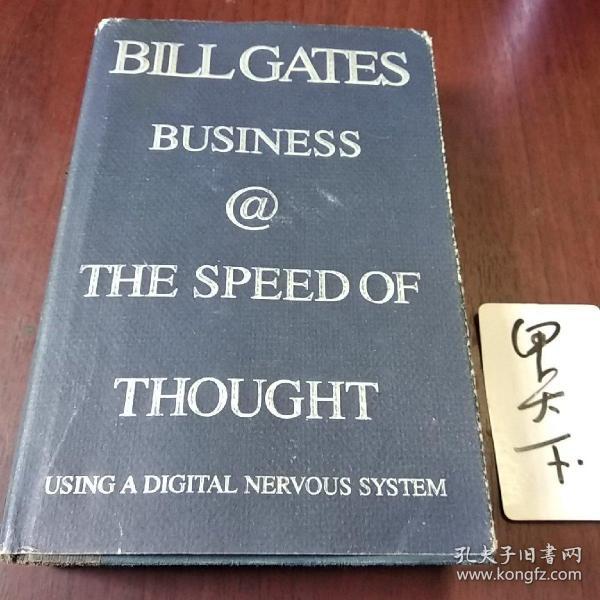 BILL GATES
BUSINESS
@
THE SPEED OF
THOUGHT
USING A DIGITAL NERVOUS SYSTEM
甲天下.
孔夫子旧書网
www.kongfz.com